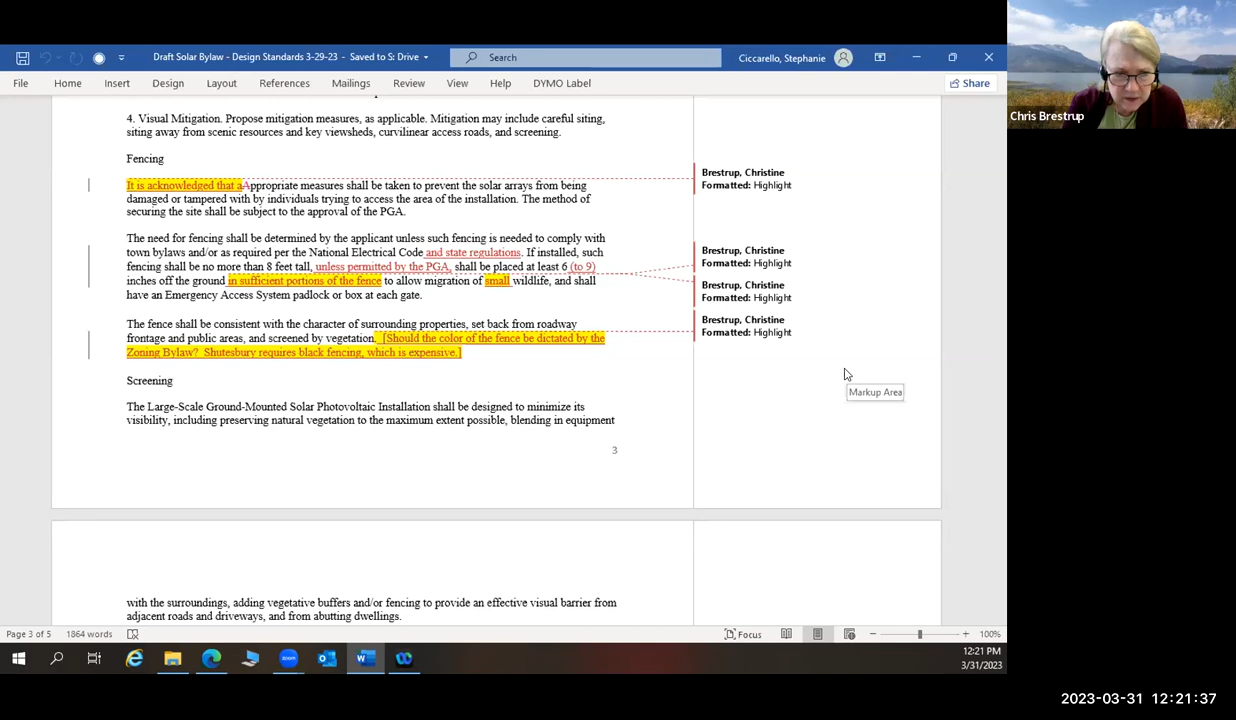 Draft Solar Bylaw - Design Standards 3-29-23 - Saved to S: Drive
Search
Ciccarello, Stephanie
File Home Insert Design Layout References Mailings Review View Help DYMO Label
Share
4. Visual Mitigation. Propose mitigation measures, as applicable. Mitigation may include careful siting,
siting away from scenic resources and key viewsheds, curvilinear access roads, and screening.
Fencing
It is acknowledged that aAppropriate measures shall be taken to prevent the solar arrays from being
damaged or tampered with by individuals trying to access the area of the installation. The method of
securing the site shall be subject to the approval of the PGA.
The need for fencing shall be determined by the applicant unless such fencing is needed to comply with
town bylaws and/or as required per the National Electrical Code and state regulations. If installed, such
fencing shall be no more than 8 feet tall, unless permitted by the PGA, shall be placed at least 6 (to 9)
inches off the ground in sufficient portions of the fence to allow migration of small wildlife, and shall
have an Emergency Access System padlock or box at each gate.
The fence shall be consistent with the character of surrounding properties, set back from roadway
frontage and public areas, and screened by vegetation. [Should the color of the fence be dictated by the
Zoning Bylaw? Shutesbury requires black fencing, which is expensive.]
Screening
The Large-Scale Ground-Mounted Solar Photovoltaic Installation shall be designed to minimize its
visibility, including preserving natural vegetation to the maximum extent possible, blending in equipment
3
with the surroundings, adding vegetative buffers and/or fencing to provide an effective visual barrier from
adjacent roads and driveways, and from abutting dwellings.
Brestrup, Christine
Formatted: Highlight
Brestrup, Christine
Formatted: Highlight
Brestrup, Christine
Formatted: Highlight
Brestrup, Christine
Formatted: Highlight
Markup Area
Chris Brestrup
Page 3 of 5 1864 words
Focus
100%
zoom
12:21 PM
3/31/2023
2023-03-31 12:21:37